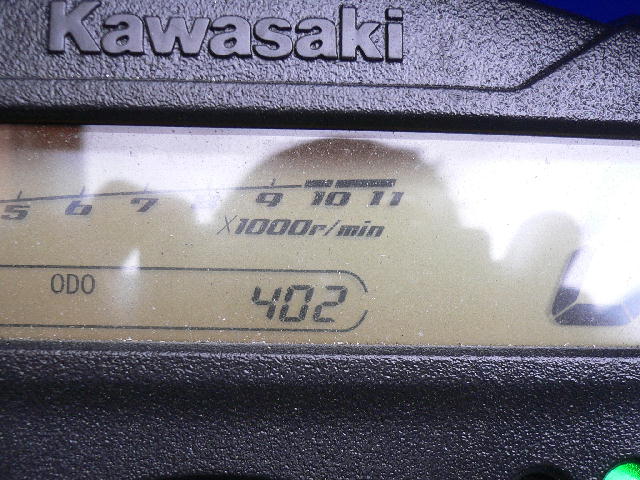 Kawasaki
5 6 7 9 10 11
X1000r/min
ODO 402